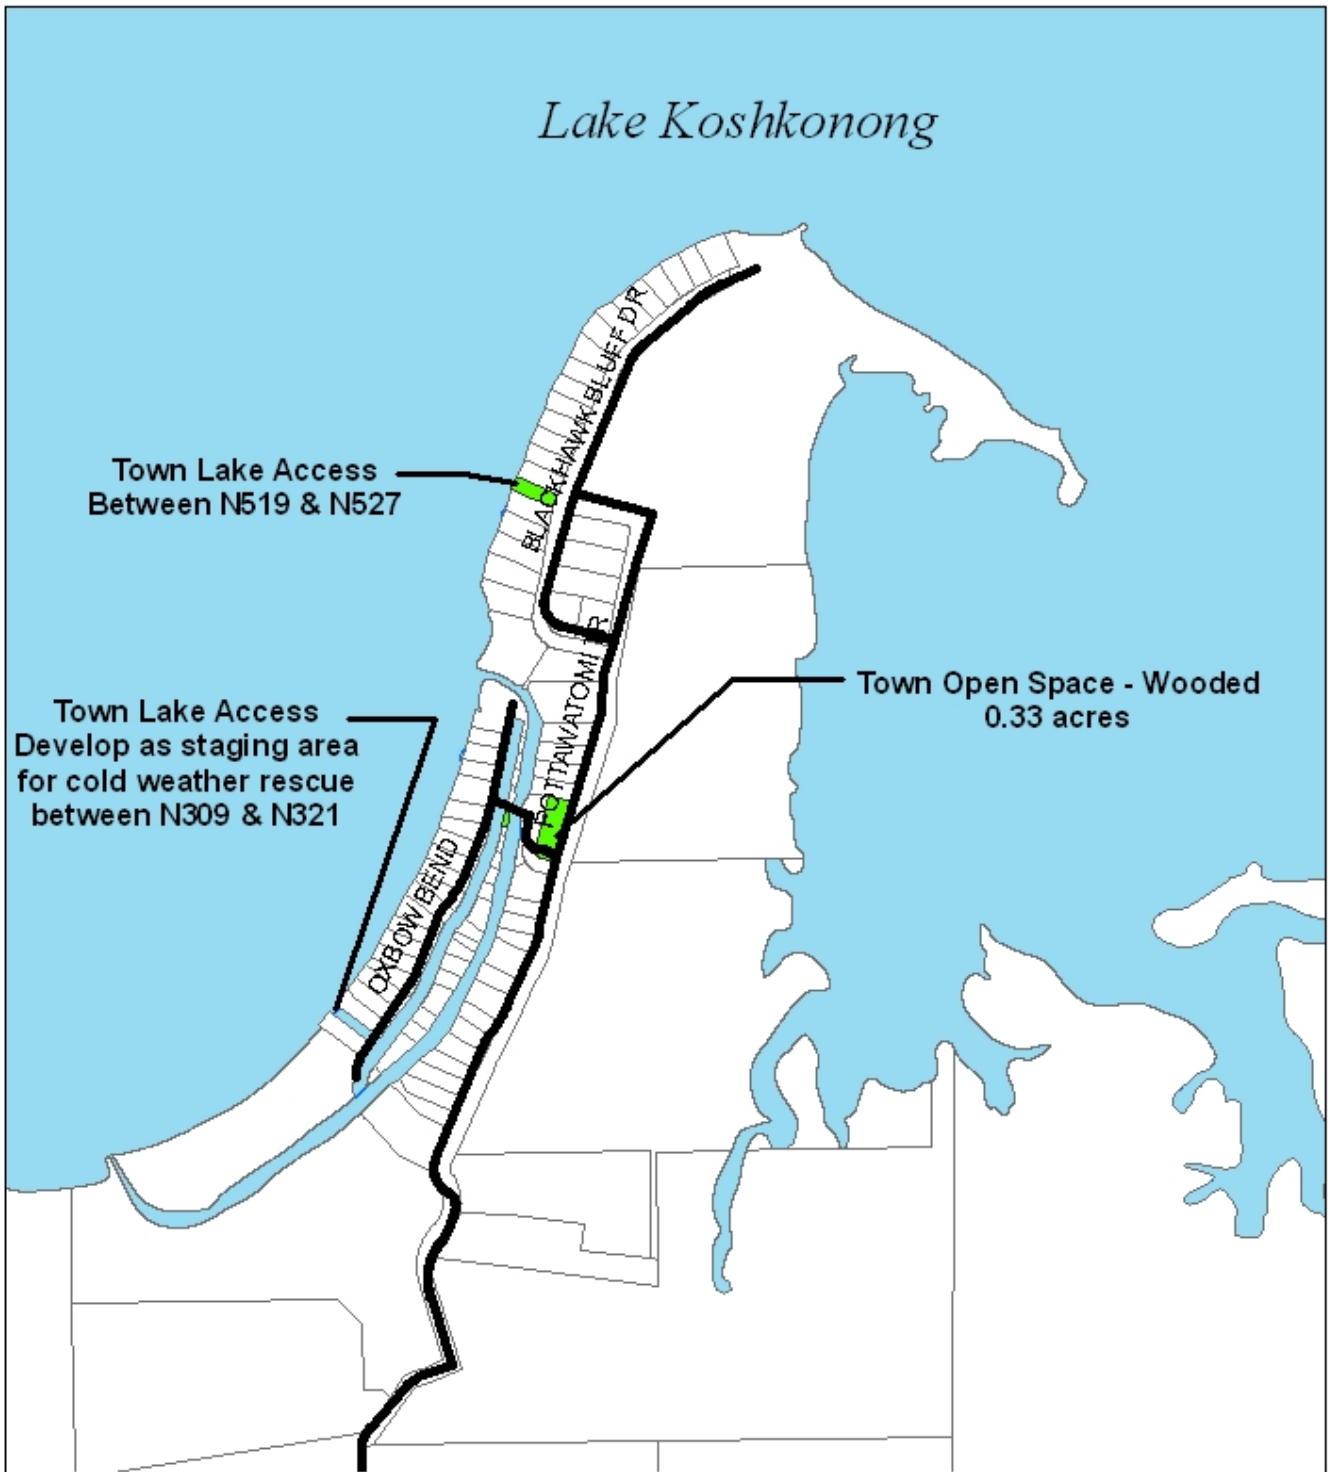 Lake Koshkonong
BLACKHAWK BLUFF DR
Town Lake Access
Between N519 & N527
POTTAWATOMI TR
Town Open Space - Wooded
0.33 acres
Town Lake Access
Develop as staging area
for cold weather rescue
between N309 & N321
OXBOW BEND